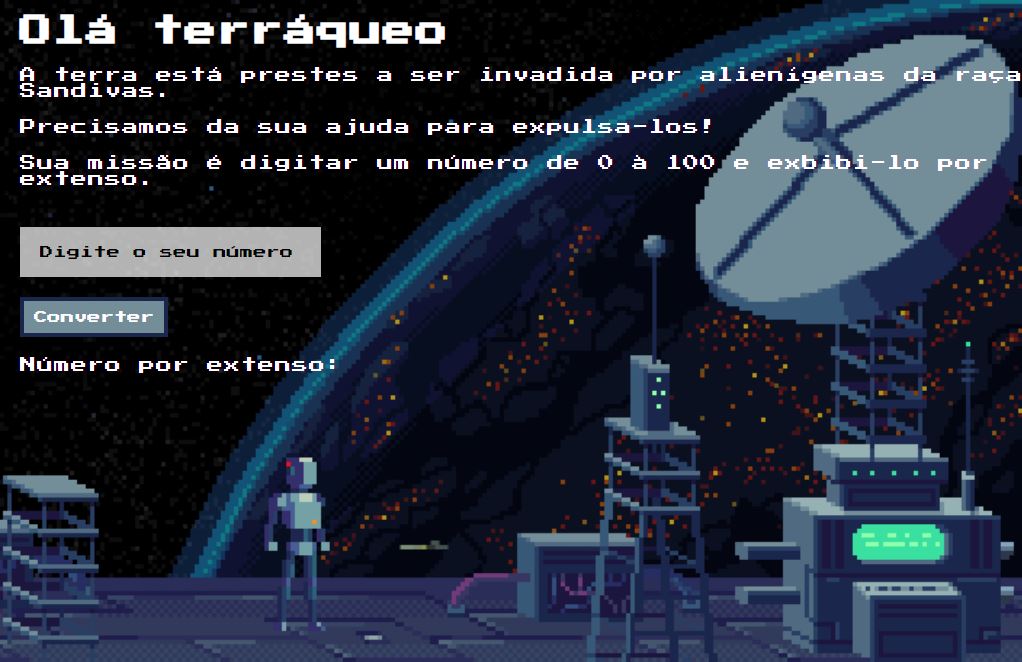 Olá terráqueo
A terra está prestes a ser invadida por alienígenas da raça
Sandivas.
Precisamos da sua ajuda para expulsa-los!
Sua missão é digitar um número de 0 à 100 e exbibi-lo por
extenso.
Digite o seu número
Converter
Número por extenso: